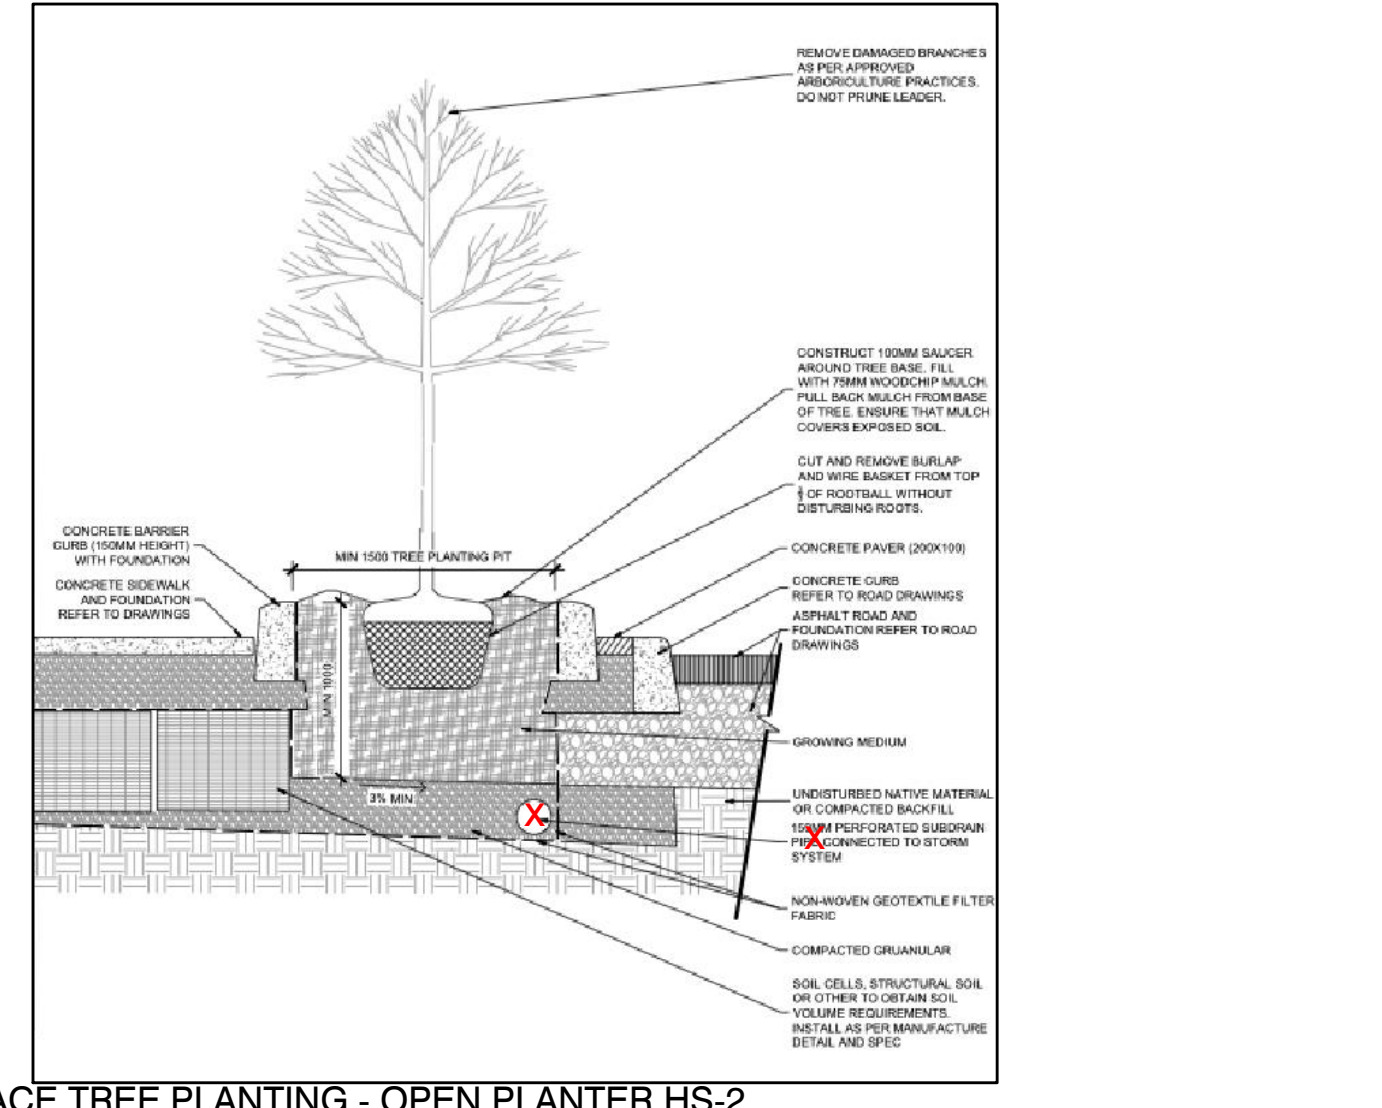 REMOVE DAMAGED BRANCHES
AS PER APPROVED
ARBORICULTURE PRACTICES.
DO NOT PRUNE LEADER.
CONSTRUCT 100MM SAUCER
AROUND TREE BASE. FILL
WITH 75MM WOODCHIP MULCH.
PULL BACK MULCH FROM BASE
OF TREE. ENSURE THAT MULCH
COVERS EXPOSED SOIL.
CUT AND REMOVE BURLAP
AND WIRE BASKET FROM TOP
OF ROOTBALL WITHOUT
DISTURBING ROOTS.
CONCRETE BARRIER
CURB (150MM HEIGHT)
WITH FOUNDATION
MIN 1500 TREE PLANTING PIT
CONCRETE PAVER (200X100)
CONCRETE SIDEWALK
AND FOUNDATION
REFER TO DRAWINGS
CONCRETE CURB
REFER TO ROAD DRAWINGS
ASPHALT ROAD AND
FOUNDATION REFER TO ROAD
DRAWINGS
MIN 1000
GROWING MEDIUM
3% MIN
UNDISTURBED NATIVE MATERIAL
OR COMPACTED BACKFILL
X
150MM PERFORATED SUBDRAIN
PIPE CONNECTED TO STORM
SYSTEM
X
NON-WOVEN GEOTEXTILE FILTER
FABRIC
COMPACTED GRUANULAR
SOIL CELLS, STRUCTURAL SOIL
OR OTHER TO OBTAIN SOIL
VOLUME REQUIREMENTS.
INSTALL AS PER MANUFACTURE
DETAIL AND SPEC
ACE TREE PLANTING - OPEN PLANTER HS-2